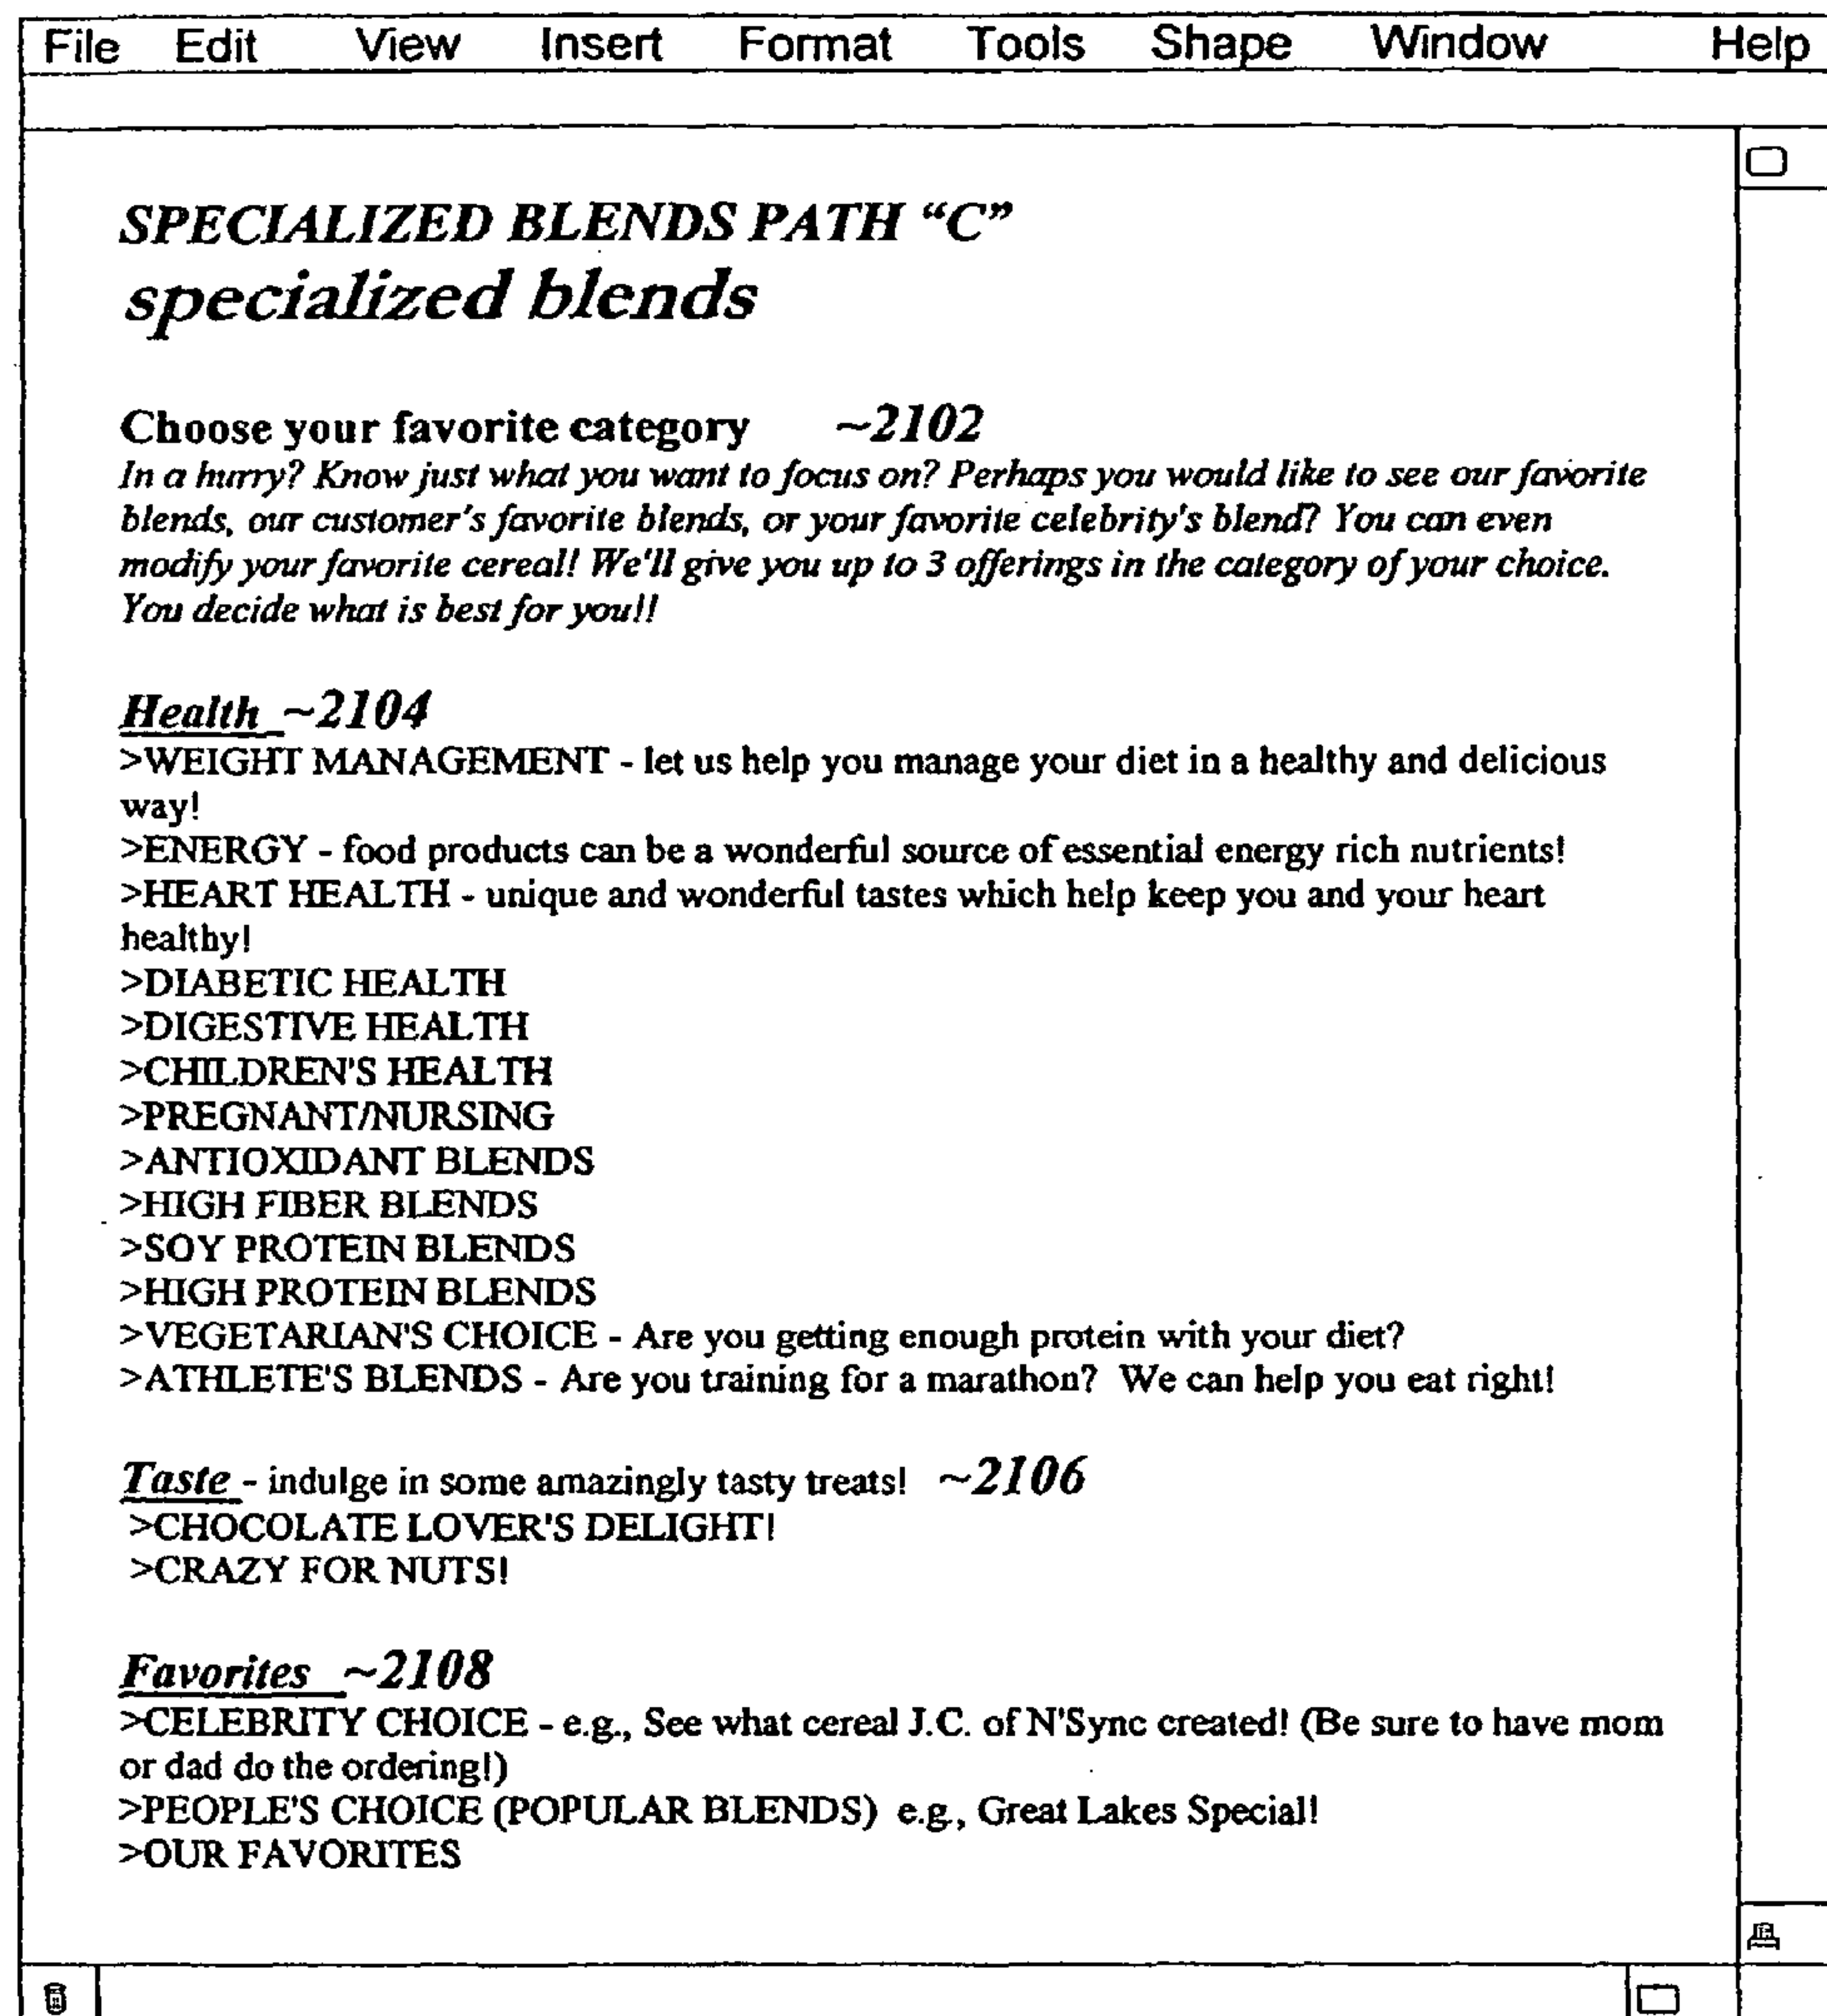 File Edit View Insert Format Tools Shape Window Help
SPECIALIZED BLENDS PATH “C”
specialized blends
Choose your favorite category ~2102
In a hurry? Know just what you want to focus on? Perhaps you would like to see our favorite
blends, our customer's favorite blends, or your favorite celebrity's blend? You can even
modify your favorite cereal! We'll give you up to 3 offerings in the category of your choice.
You decide what is best for you!!
Health ~2104
>WEIGHT MANAGEMENT - let us help you manage your diet in a healthy and delicious
way!
>ENERGY - food products can be a wonderful source of essential energy rich nutrients!
>HEART HEALTH - unique and wonderful tastes which help keep you and your heart
healthy!
>DIABETIC HEALTH
>DIGESTIVE HEALTH
>CHILDREN'S HEALTH
>PREGNANT/NURSING
>ANTIOXIDANT BLENDS
>HIGH FIBER BLENDS
>SOY PROTEIN BLENDS
>HIGH PROTEIN BLENDS
>VEGETARIAN'S CHOICE - Are you getting enough protein with your diet?
>ATHLETE'S BLENDS - Are you training for a marathon? We can help you eat right!
Taste - indulge in some amazingly tasty treats! ~2106
>CHOCOLATE LOVER'S DELIGHT!
>CRAZY FOR NUTS!
Favorites ~2108
>CELEBRITY CHOICE - e.g., See what cereal J.C. of N'Sync created! (Be sure to have mom
or dad do the ordering!)
>PEOPLE'S CHOICE (POPULAR BLENDS) e.g., Great Lakes Special!
>OUR FAVORITES